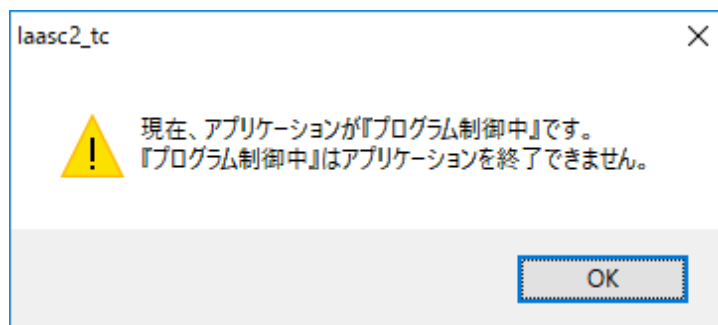 laasc2_tc
現在、アプリケーションが『プログラム制御中』です。
『プログラム制御中』はアプリケーションを終了できません。
OK